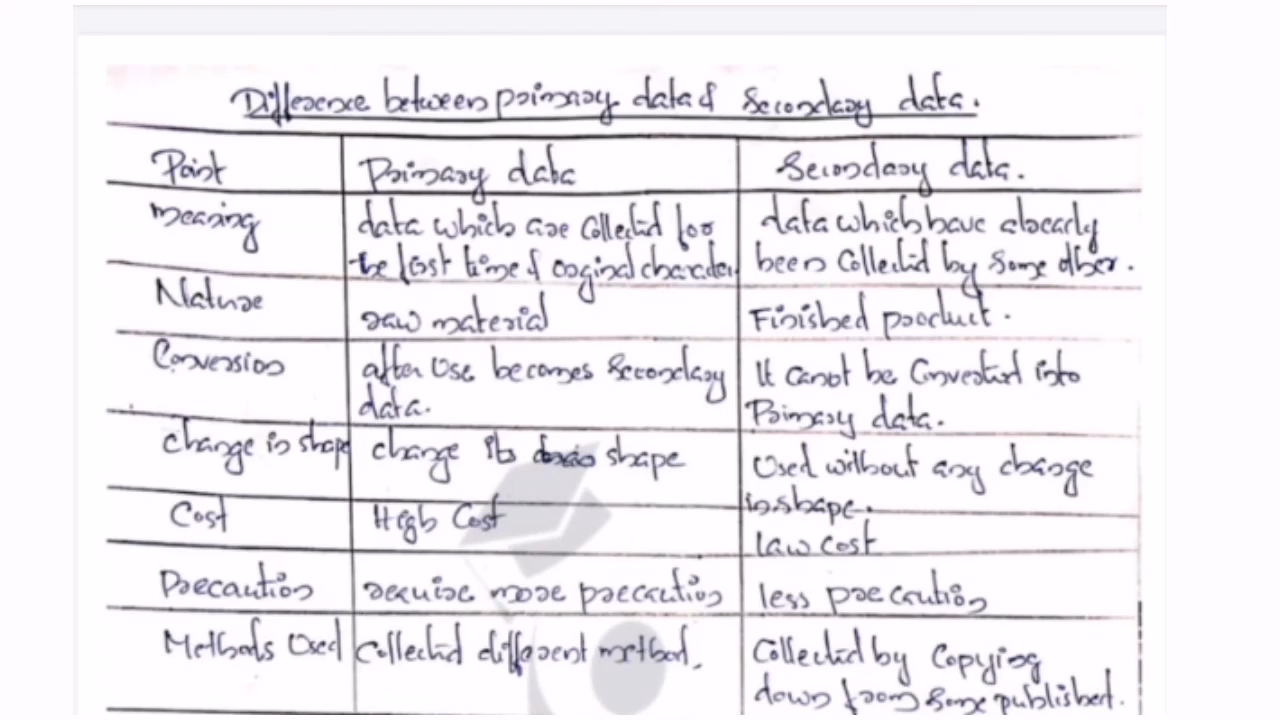 Difference between primary data & Secondary data.
Point Primary data Secondary data.
meaning data which are Collected for data which have already
the first time & orginal character been Collected by some other.
Nature raw material Finished product.
Conversion after use becomes Secondary It canot be Converted into
data. Primary data.
change in shape change its shape Used without any change
in shape.
Cost High Cost law cost
Precaution require more precaution less precaution
Methods Used Collected different method. Collected by Copying
down from some published.